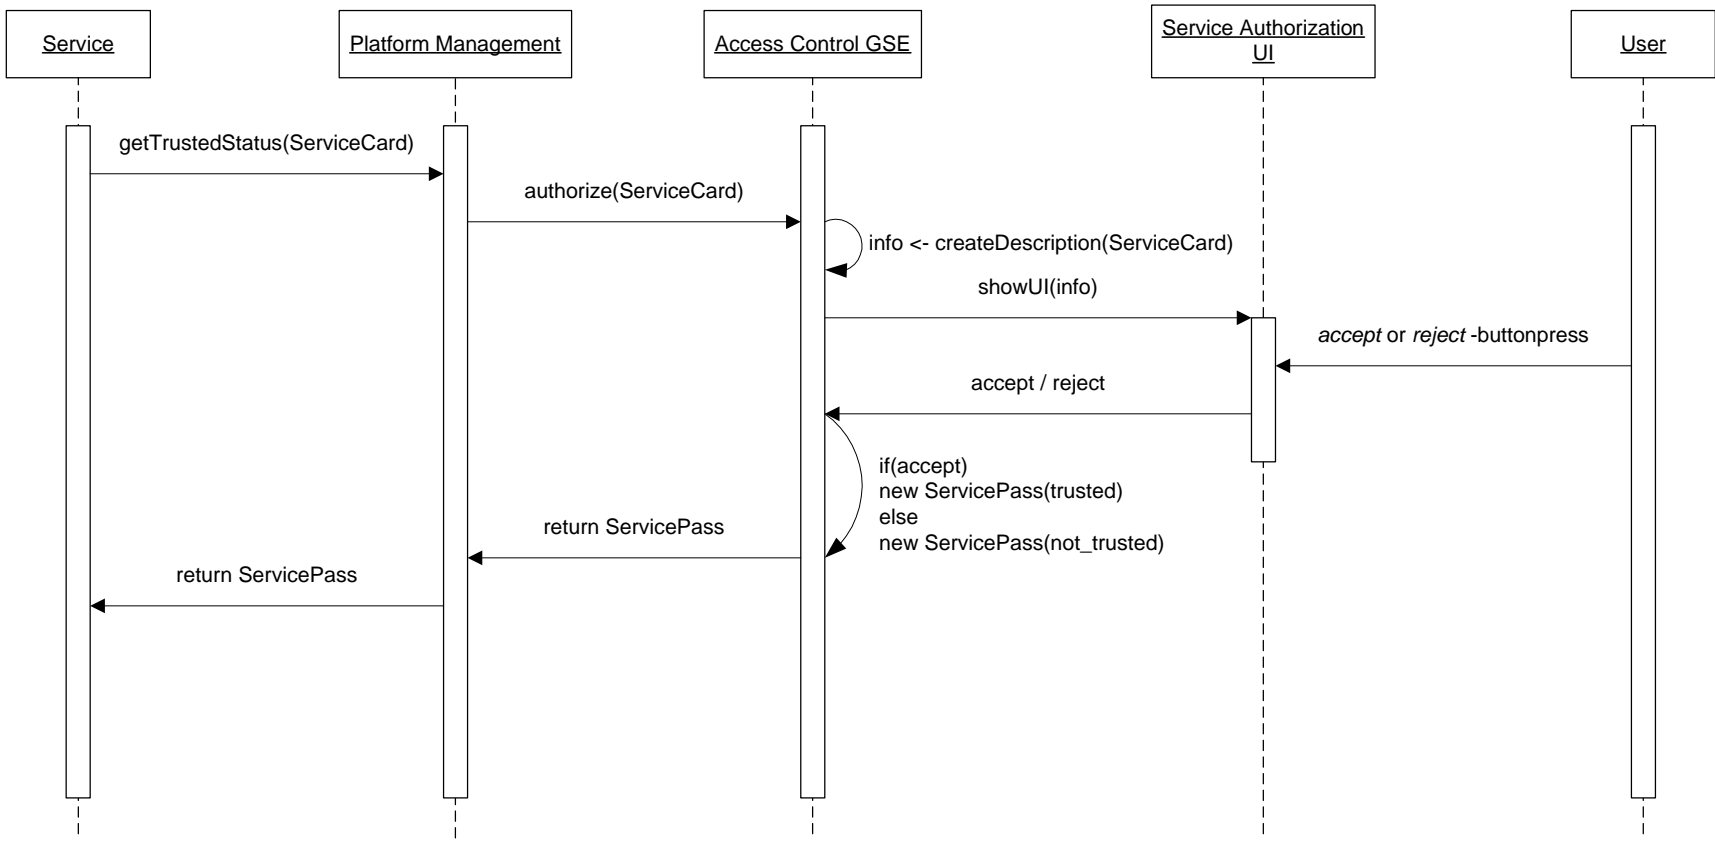 Service
Platform Management
Access Control GSE
Service Authorization
UI
User
getTrustedStatus(ServiceCard)
authorize(ServiceCard)
info <- createDescription(ServiceCard)
showUI(info)
accept or reject -buttonpress
accept / reject
if(accept)
new ServicePass(trusted)
else
new ServicePass(not_trusted)
return ServicePass
return ServicePass